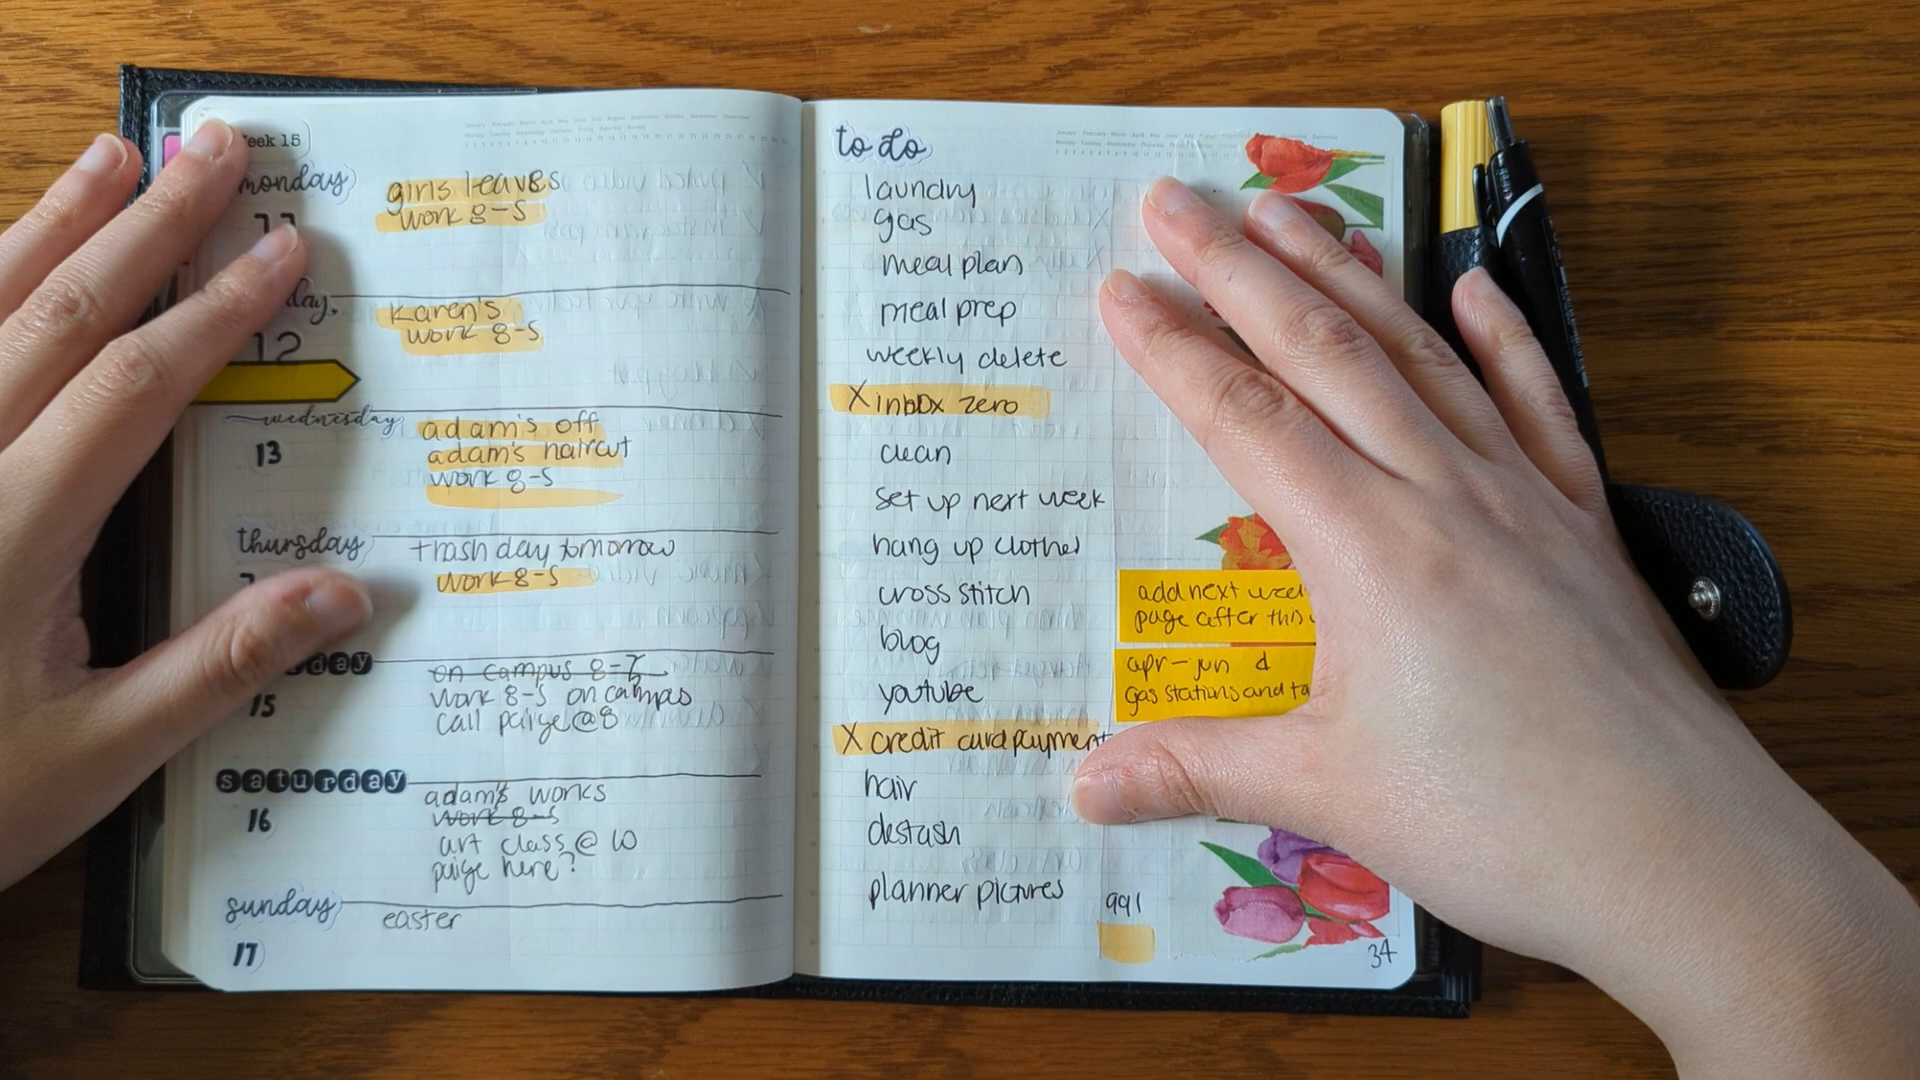 Week 15
monday
11
girls leaves
work 8-5
day.
12
Karen's
work 8-5
wednesday
13
adam's off
adam's haircut
work 8-5
thursday
trash day tomorrow
work 8-5
day
15
on campus 8-
work 8-5 on campus
call paige @ 8
saturday
16
adam works
work 8-5
art class @ 10
paige here?
sunday
17
easter
to do
laundry
gas
meal plan
meal prep
weekly delete
X inbox zero
clean
set up next week
hang up clothes
cross stitch
blog
youtube
X credit card payment
hair
destash
planner pictures
add next week
page after this
apr-jun d
gas stations and
991
34